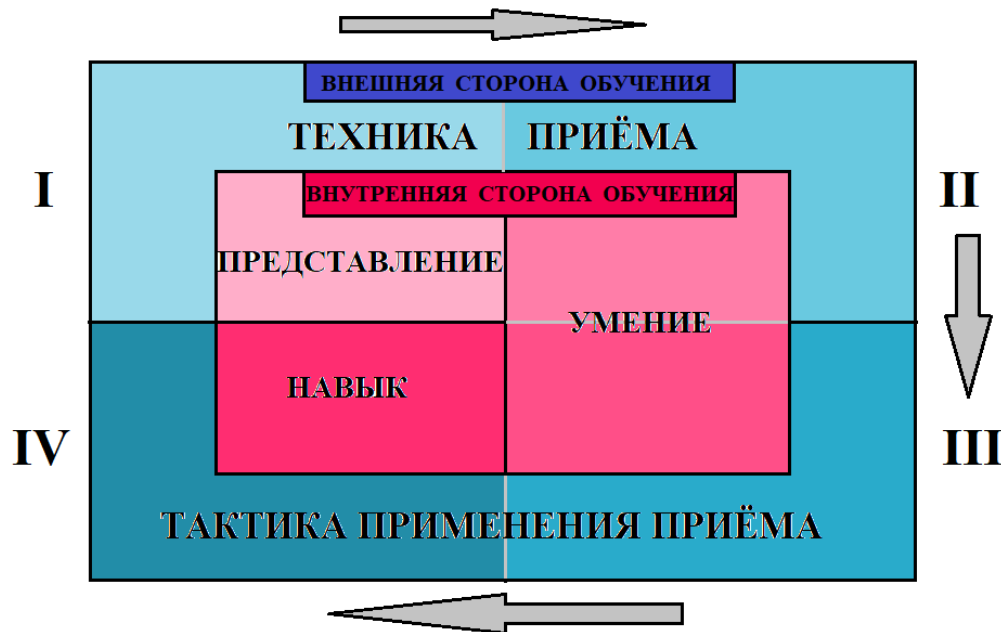 ВНЕШНЯЯ СТОРОНА ОБУЧЕНИЯ
ТЕХНИКА ПРИЁМА
I
II
ВНУТРЕННЯЯ СТОРОНА ОБУЧЕНИЯ
ПРЕДСТАВЛЕНИЕ
УМЕНИЕ
НАВЫК
IV
III
ТАКТИКА ПРИМЕНЕНИЯ ПРИЁМА